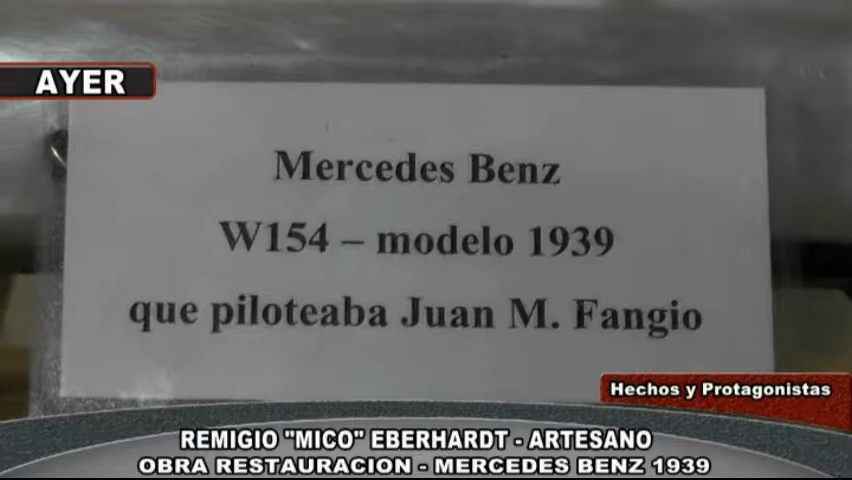 AYER
Mercedes Benz
W154 – modelo 1939
que piloteaba Juan M. Fangio
Hechos y Protagonistas
REMIGIO "MICO" EBERHARDT - ARTESANO
OBRA RESTAURACION - MERCEDES BENZ 1939